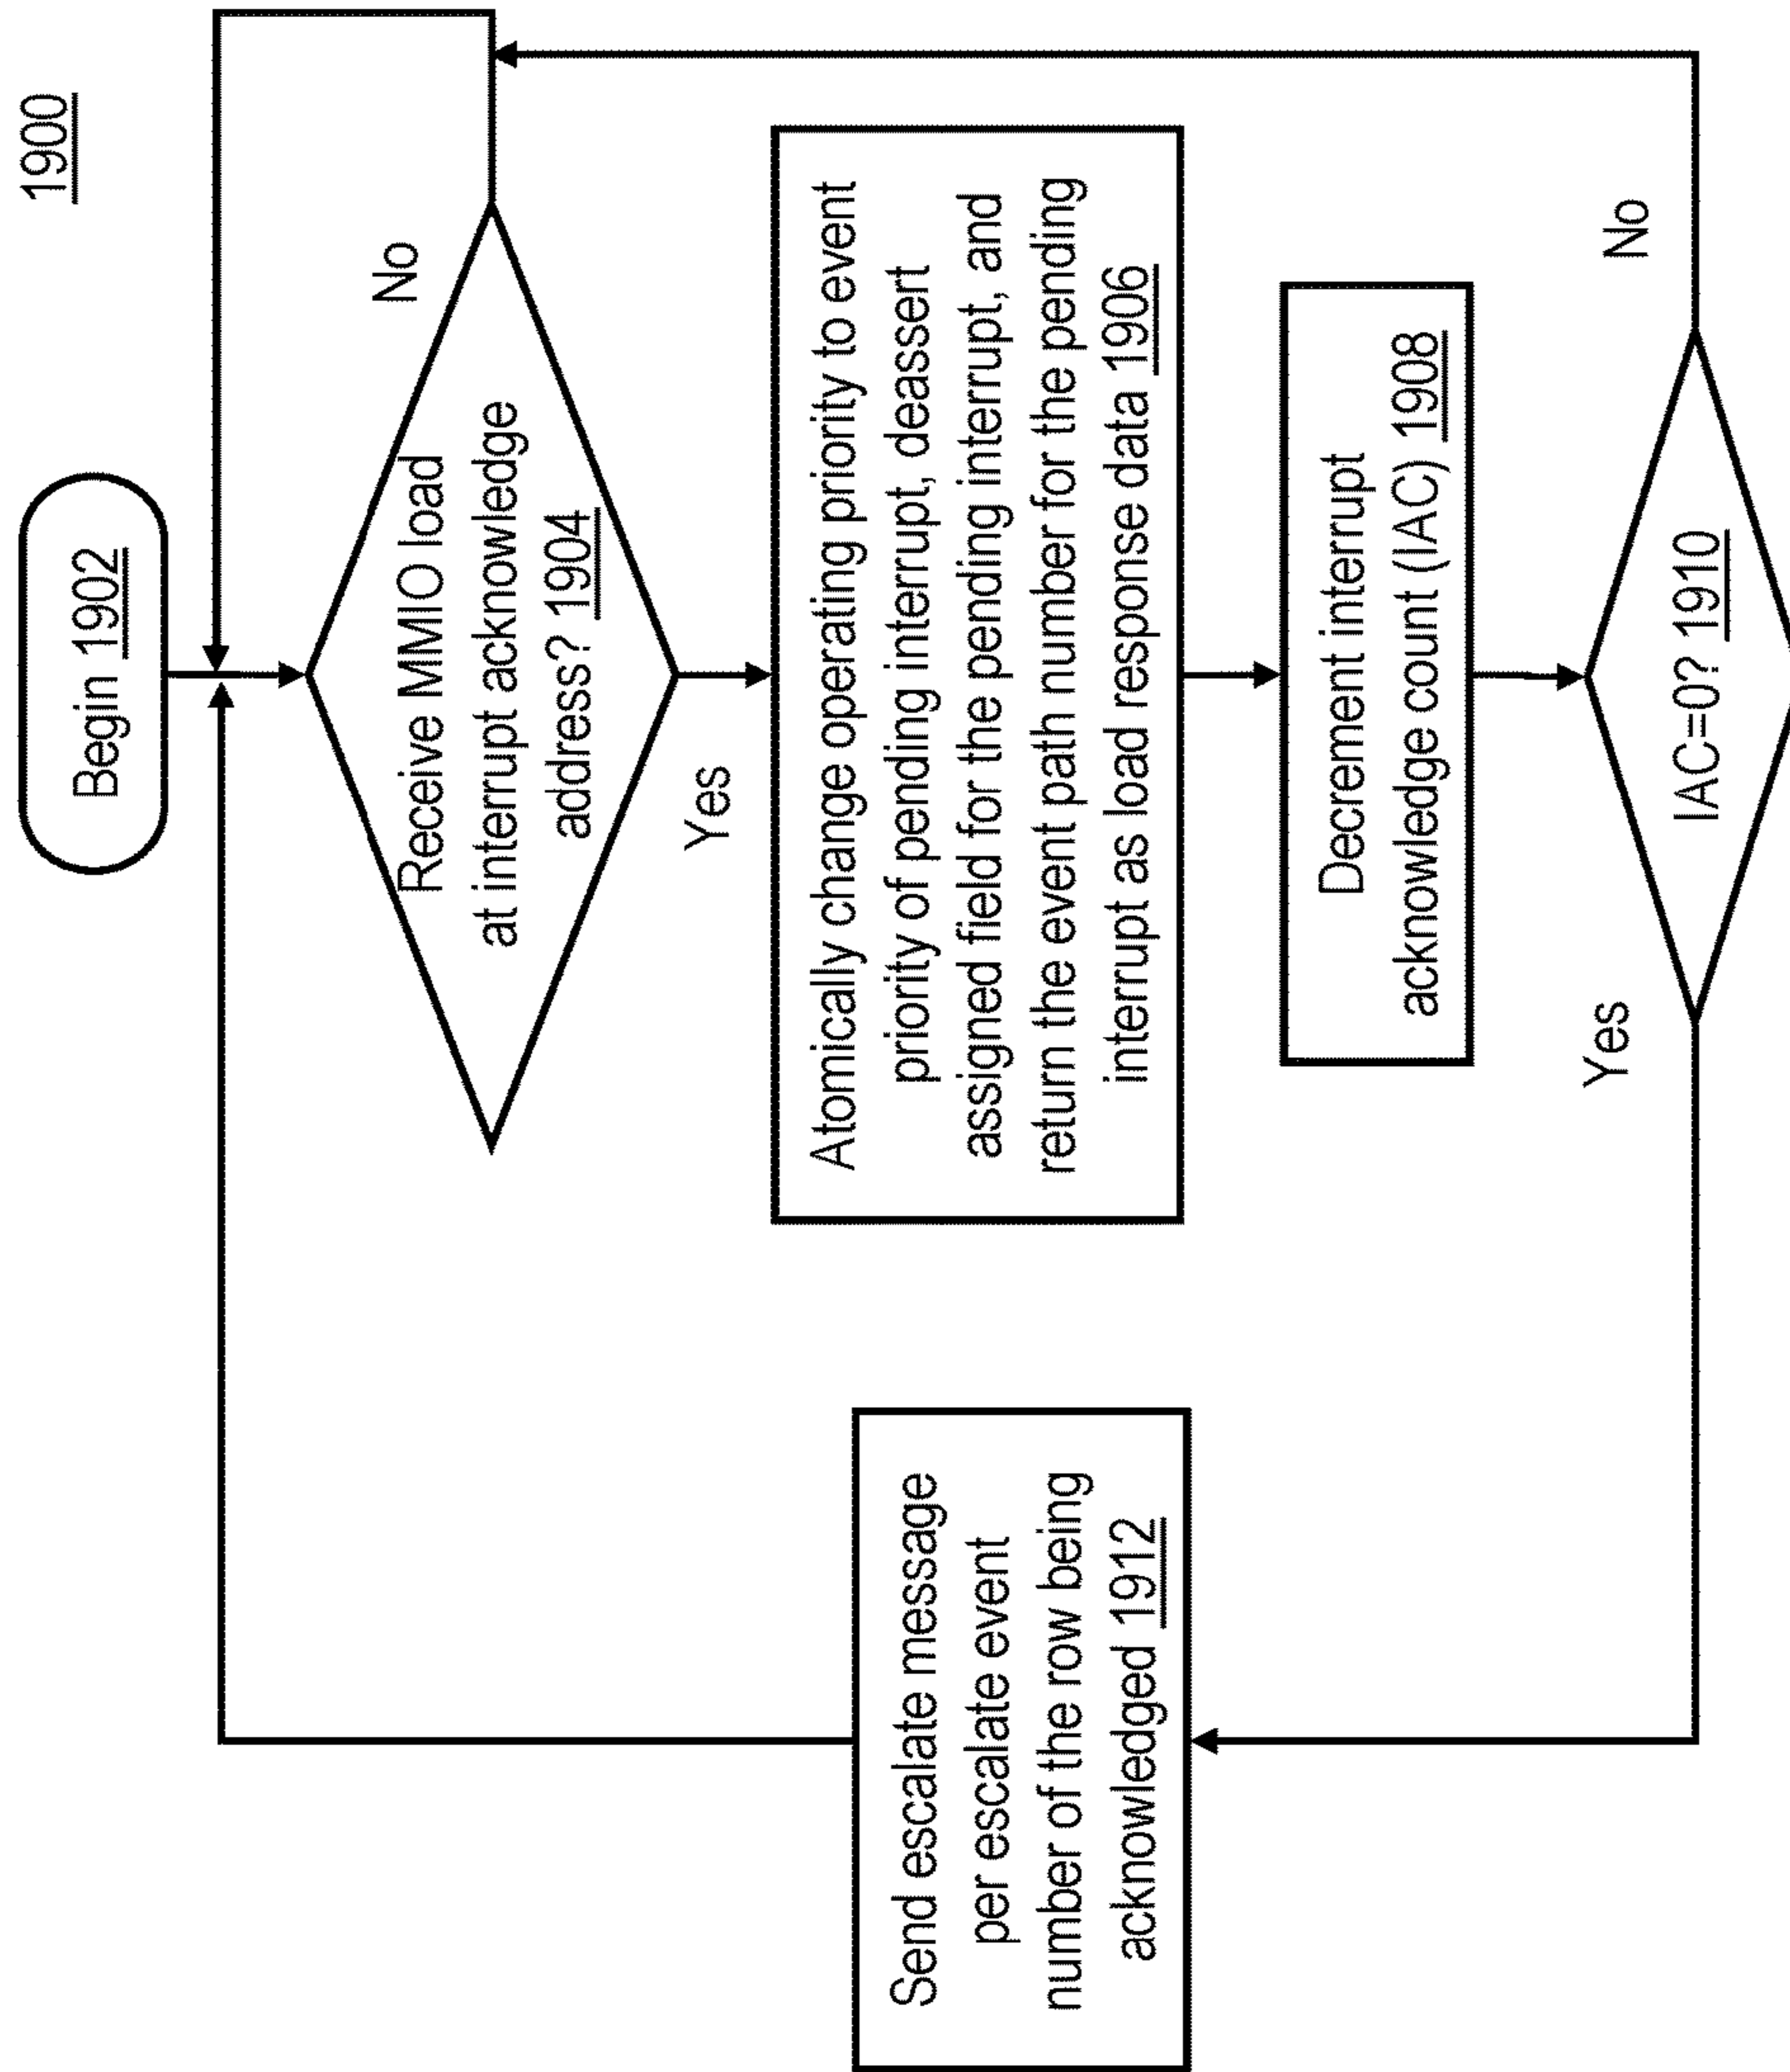 1900
Begin 1902
Receive MMIO load
at interrupt acknowledge
address? 1904
No
Yes
Atomically change operating priority to event
priority of pending interrupt, deassert
assigned field for the pending interrupt, and
return the event path number for the pending
interrupt as load response data 1906
Decrement interrupt
acknowledge count (IAC) 1908
IAC=0? 1910
No
Yes
Send escalate message
per escalate event
number of the row being
acknowledged 1912